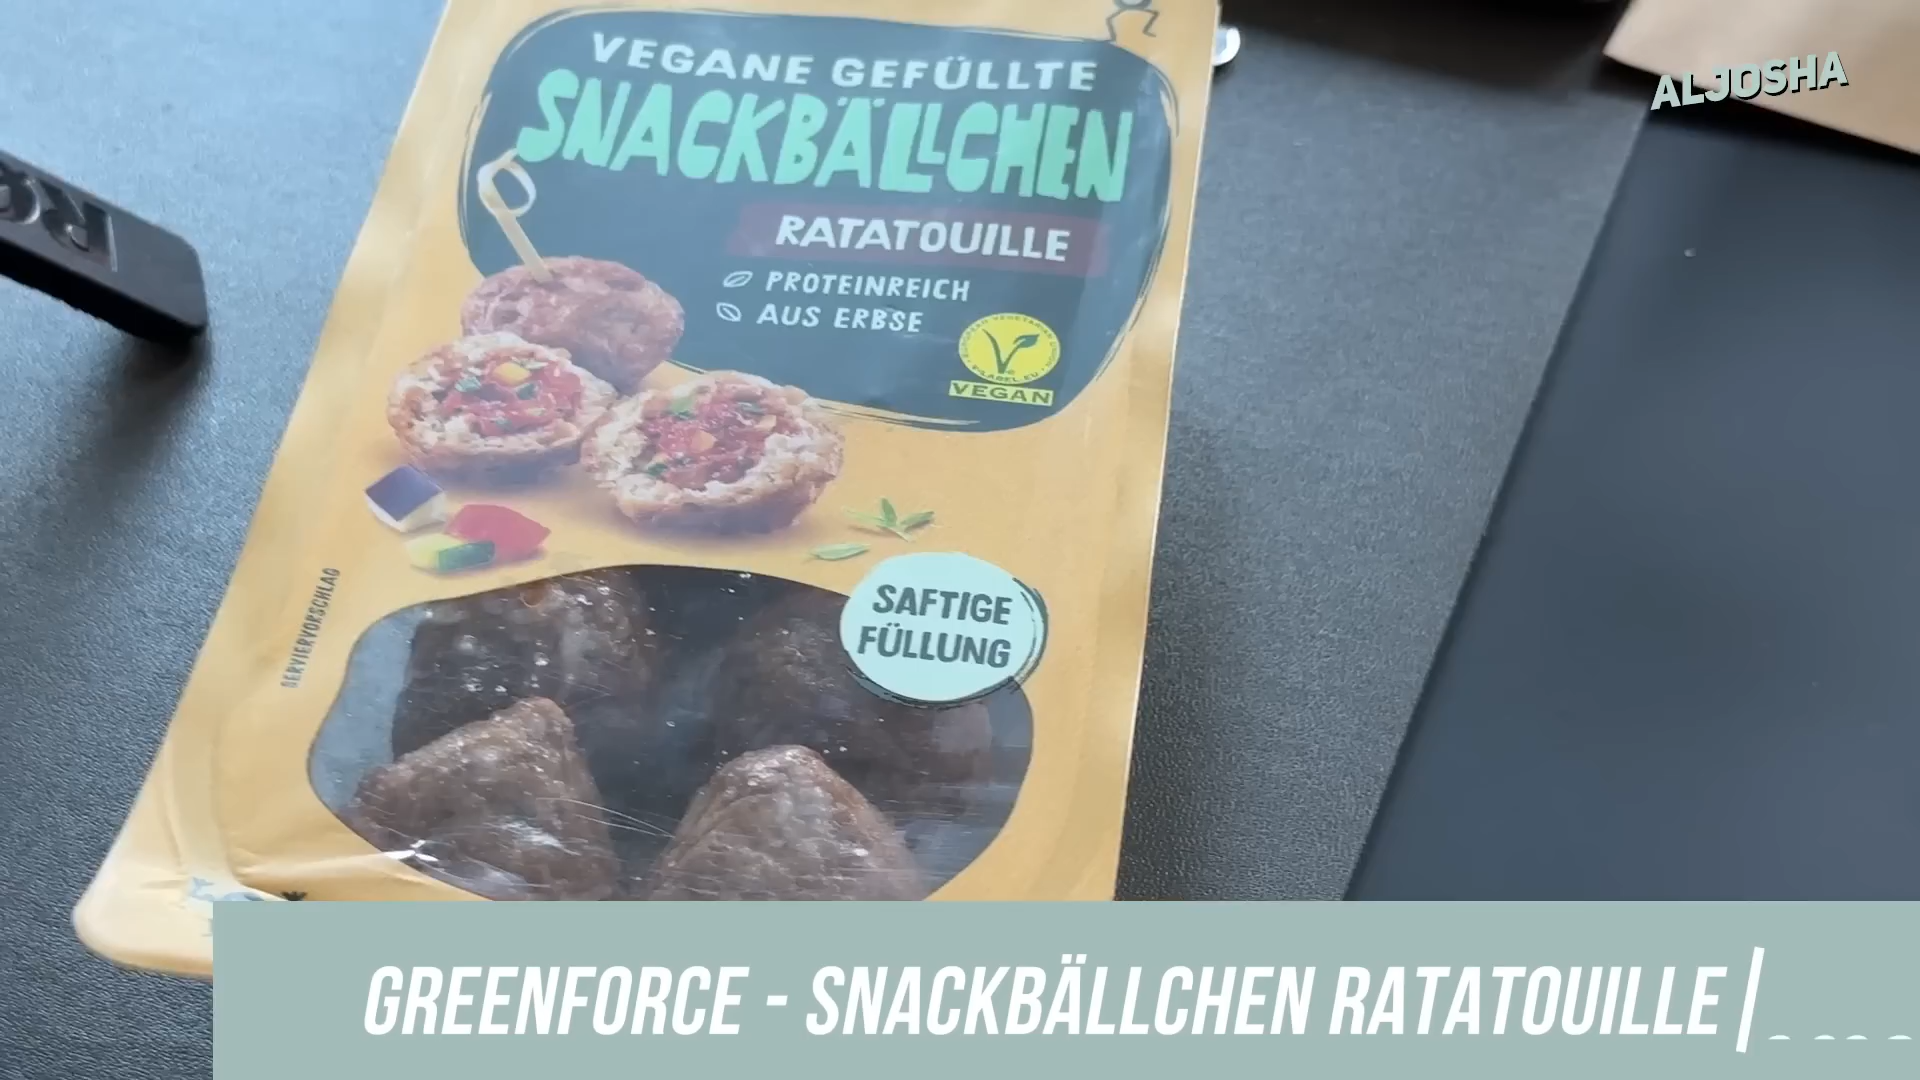 ALJOSHA
VEGANE GEFÜLLTE
SNACKBÄLLCHEN
RATATOUILLE
PROTEINREICH
AUS ERBSE
VEGAN
SERVIERVORSCHLAG
SAFTIGE
FÜLLUNG
GREENFORCE - SNACKBÄLLCHEN RATATOUILLE |